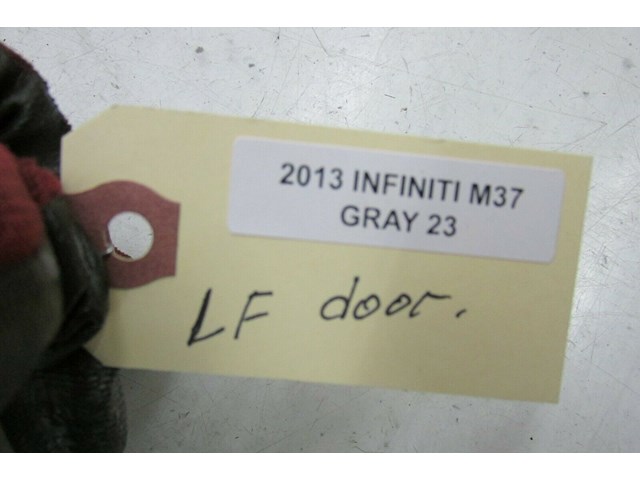 2013 INFINITI M37
GRAY 23
LF door.